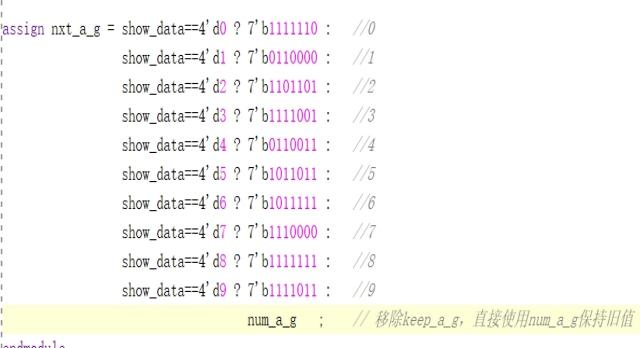 assign nxt_a_g = show_data==4'd0 ? 7'b1111110 :   //0
show_data==4'd1 ? 7'b0110000 :   //1
show_data==4'd2 ? 7'b1101101 :   //2
show_data==4'd3 ? 7'b1111001 :   //3
show_data==4'd4 ? 7'b0110011 :   //4
show_data==4'd5 ? 7'b1011011 :   //5
show_data==4'd6 ? 7'b1011111 :   //6
show_data==4'd7 ? 7'b1110000 :   //7
show_data==4'd8 ? 7'b1111111 :   //8
show_data==4'd9 ? 7'b1111011 :   //9
num_a_g   ;   // 移除keep_a_g，直接使用num_a_g保持旧值
endmodule